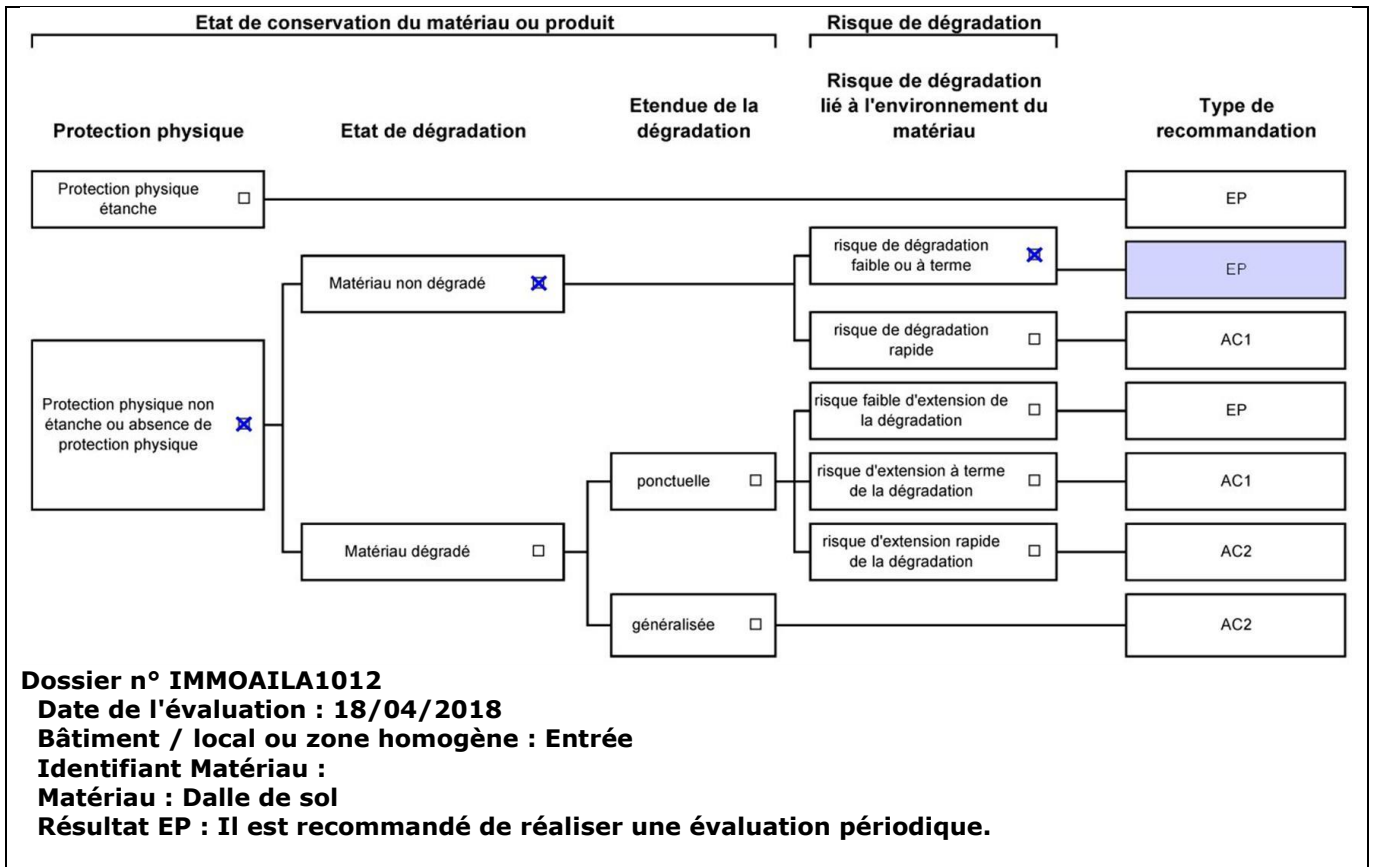 Etat de conservation du matériau ou produit
Risque de dégradation
Protection physique
Etat de dégradation
Etendue de la
dégradation
Risque de dégradation
lié à l'environnement du
matériau
Type de
recommandation
Protection physique
étanche
EP
risque de dégradation
faible ou à terme
EP
Matériau non dégradé
risque de dégradation
rapide
AC1
Protection physique non
étanche ou absence de
protection physique
risque faible d'extension de
la dégradation
EP
ponctuelle
risque d'extension à terme
de la dégradation
AC1
Matériau dégradé
risque d'extension rapide
de la dégradation
AC2
généralisée
AC2
Dossier n° IMMOAILA1012
Date de l'évaluation : 18/04/2018
Bâtiment / local ou zone homogène : Entrée
Identifiant Matériau :
Matériau : Dalle de sol
Résultat EP : Il est recommandé de réaliser une évaluation périodique.